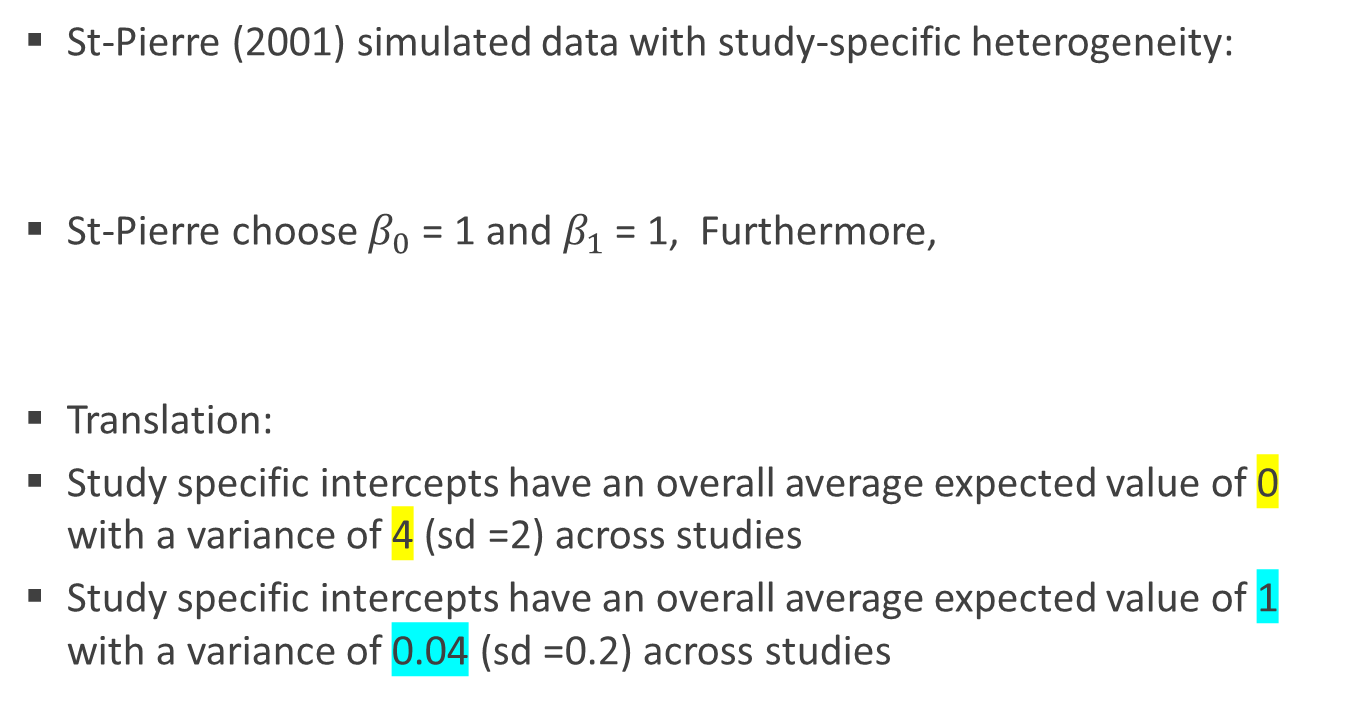 ▪ St-Pierre (2001) simulated data with study-specific heterogeneity:
▪ St-Pierre choose β₀ = 1 and β₁ = 1, Furthermore,
▪ Translation:
▪ Study specific intercepts have an overall average expected value of 0
with a variance of 4 (sd =2) across studies
▪ Study specific intercepts have an overall average expected value of 1
with a variance of 0.04 (sd =0.2) across studies